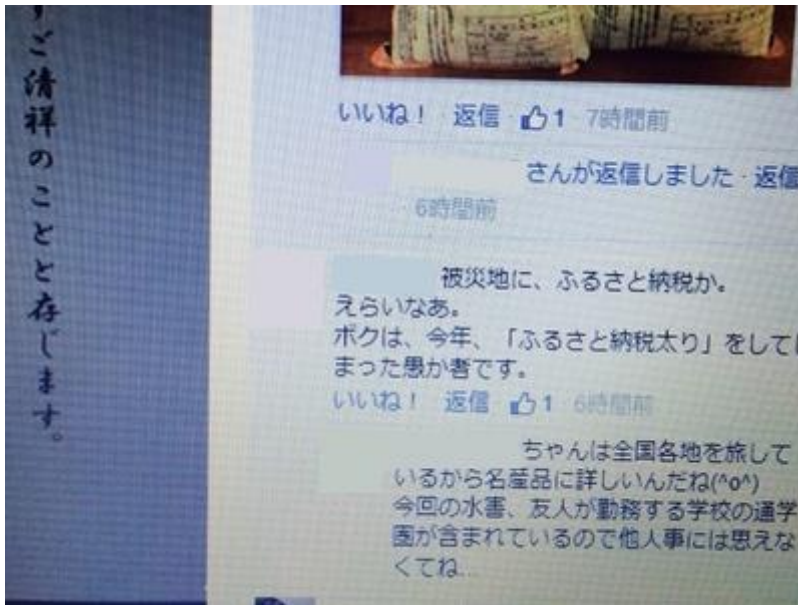 ずご清祥のことと存じます。
いいね！ 返信 1 7時間前
さんが返信しました · 返信
6時間前
被災地に、ふるさと納税か。
えらいなあ。
ボクは、今年、「ふるさと納税太り」をしてし
まった愚か者です。
いいね！ 返信 1 6時間前
ちゃんは全国各地を旅して
いるから名産品に詳しいんだね(^o^)
今回の水害、友人が勤務する学校の通学
圏が含まれているので他人事には思えな
くてね...